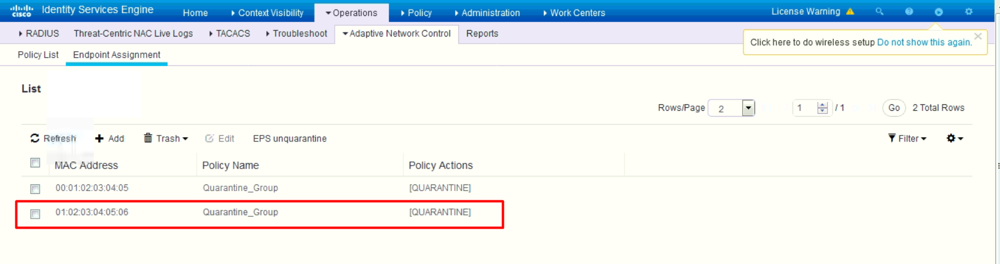 cisco Identity Services Engine Home Context Visibility Operations Policy Administration Work Centers License Warning
RADIUS Threat-Centric NAC Live Logs TACACS Troubleshoot Adaptive Network Control Reports
Click here to do wireless setup Do not show this again.
Policy List Endpoint Assignment
List
Rows/Page 2 1 / 1 Go 2 Total Rows
Refresh Add Trash Edit EPS unquarantine Filter
MAC Address Policy Name Policy Actions
00:01:02:03:04:05 Quarantine_Group [QUARANTINE]
01:02:03:04:05:06 Quarantine_Group [QUARANTINE]